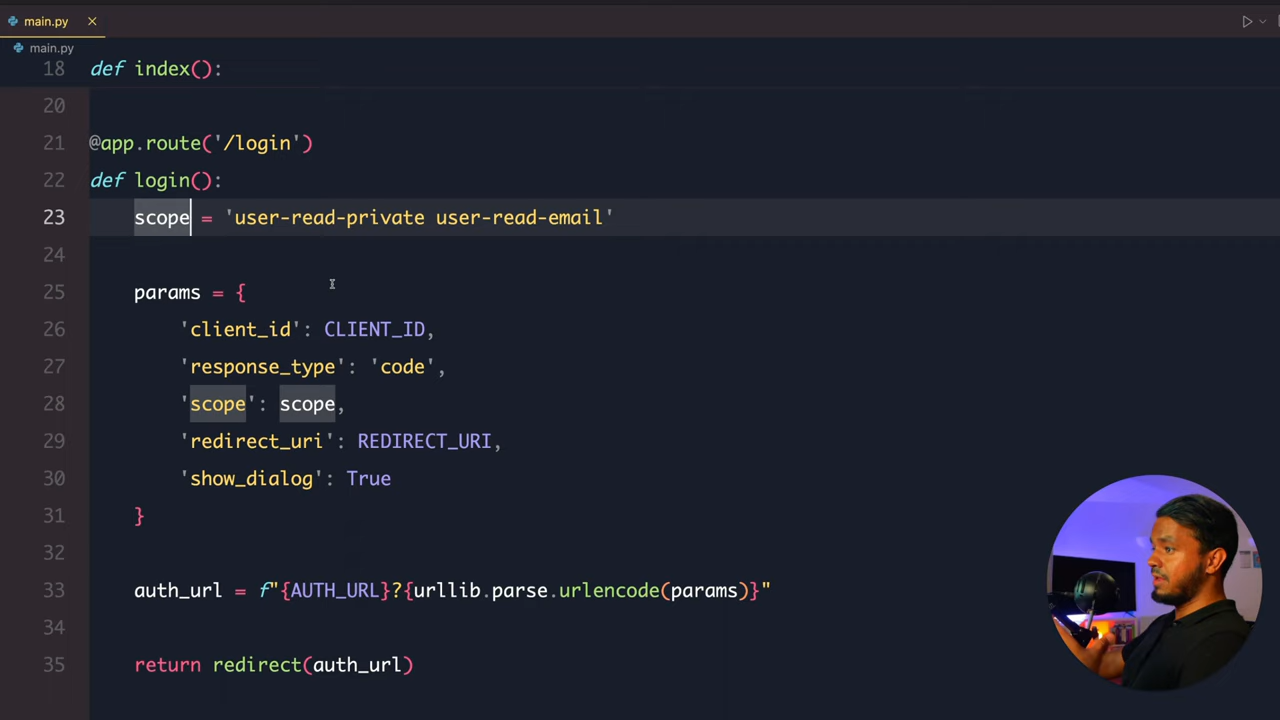 main.py
main.py
18 def index():
20
21 @app.route('/login')
22 def login():
23 scope = 'user-read-private user-read-email'
24
25 params = {
26 'client_id': CLIENT_ID,
27 'response_type': 'code',
28 'scope': scope,
29 'redirect_uri': REDIRECT_URI,
30 'show_dialog': True
31 }
32
33 auth_url = f"{AUTH_URL}?{urllib.parse.urlencode(params)}"
34
35 return redirect(auth_url)